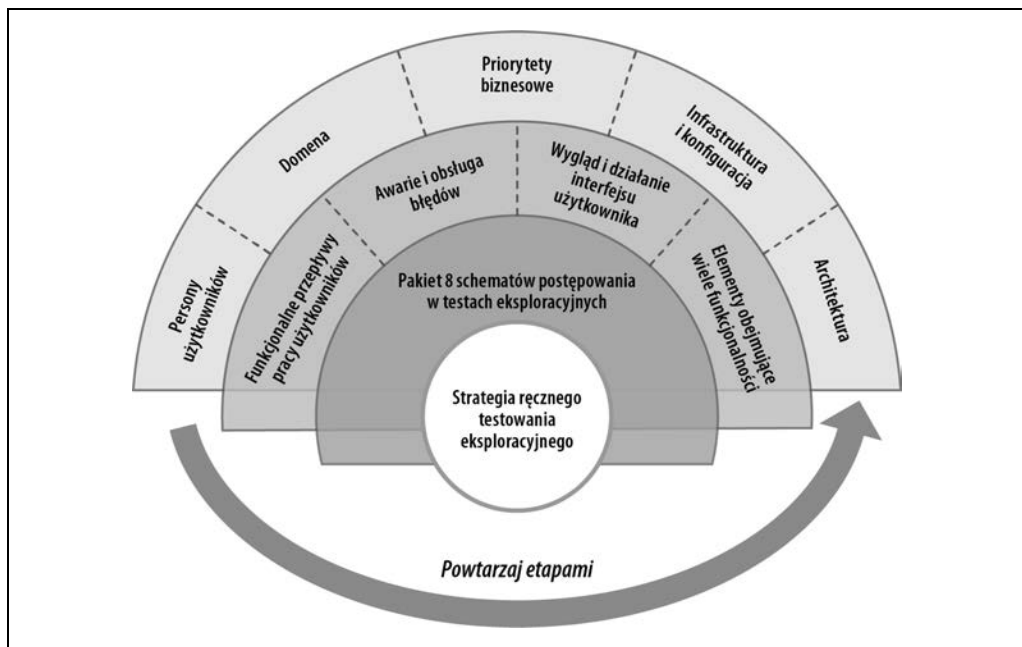 Priorytety
biznesowe
Domena
Infrastruktura
i konfiguracja
Persony
użytkowników
Architektura
Awarie i obsługa
błędów
Wygląd i działanie
interfejsu
użytkownika
Funkcjonalne przepływy
pracy użytkowników
Elementy obejmujące
wiele funkcjonalności
Pakiet 8 schematów postępowania
w testach eksploracyjnych
Strategia ręcznego
testowania
eksploracyjnego
Powtarzaj etapami